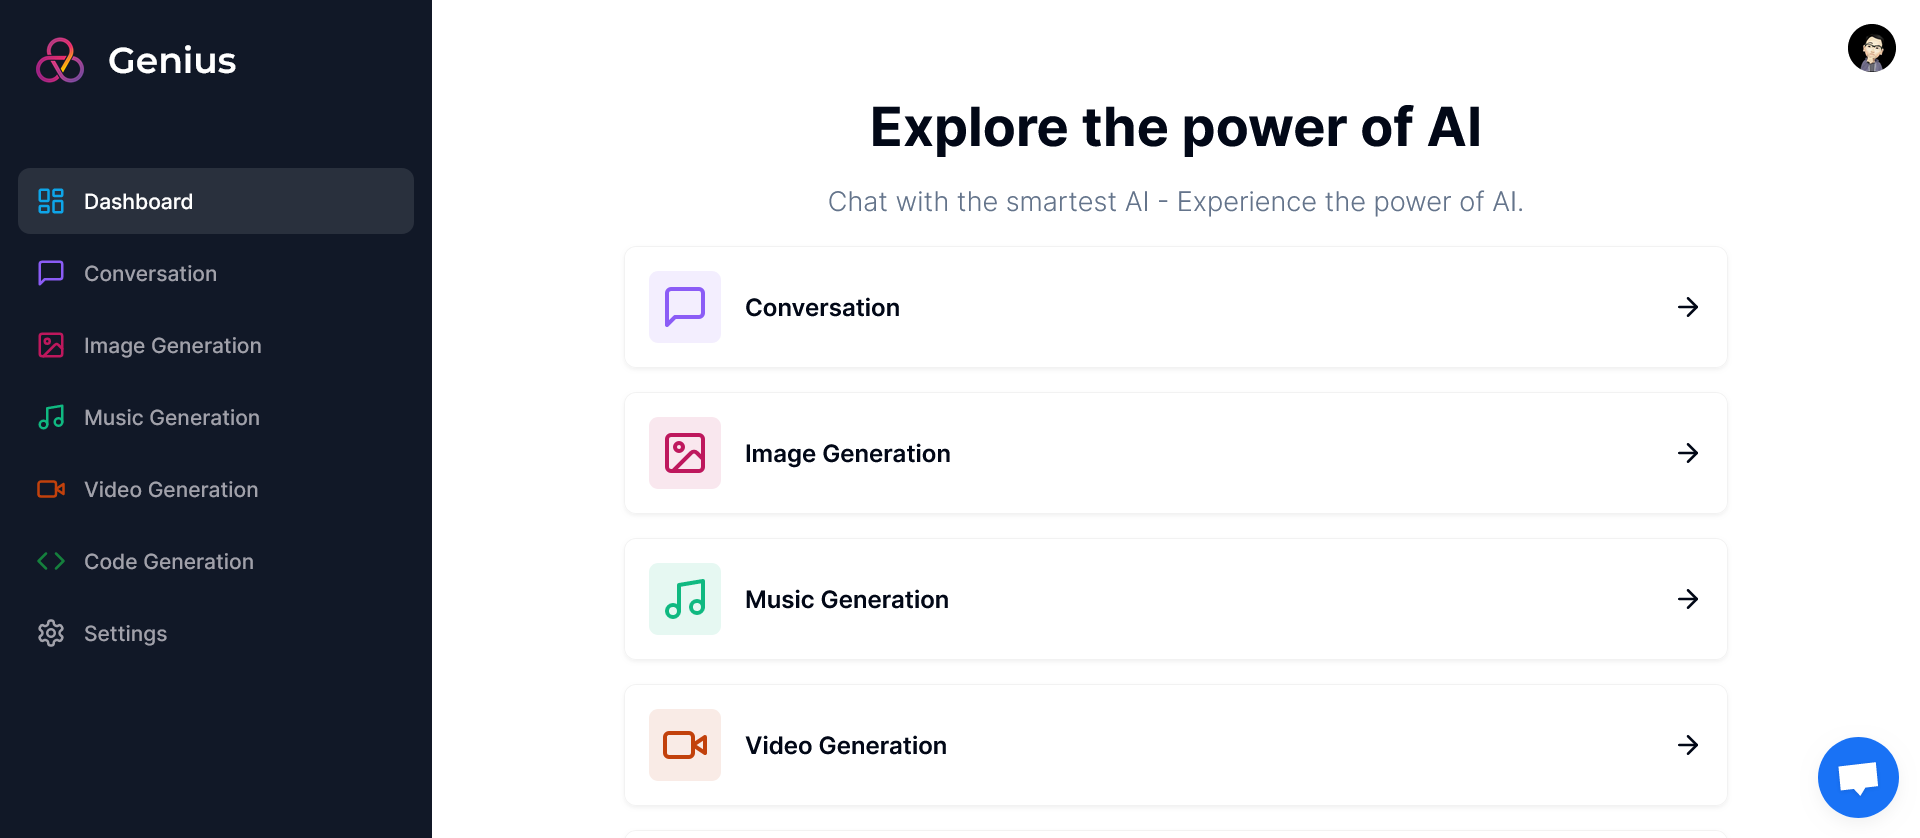 Genius
Dashboard
Conversation
Image Generation
Music Generation
Video Generation
Code Generation
Settings
Explore the power of AI
Chat with the smartest AI - Experience the power of AI.
Conversation
Image Generation
Music Generation
Video Generation